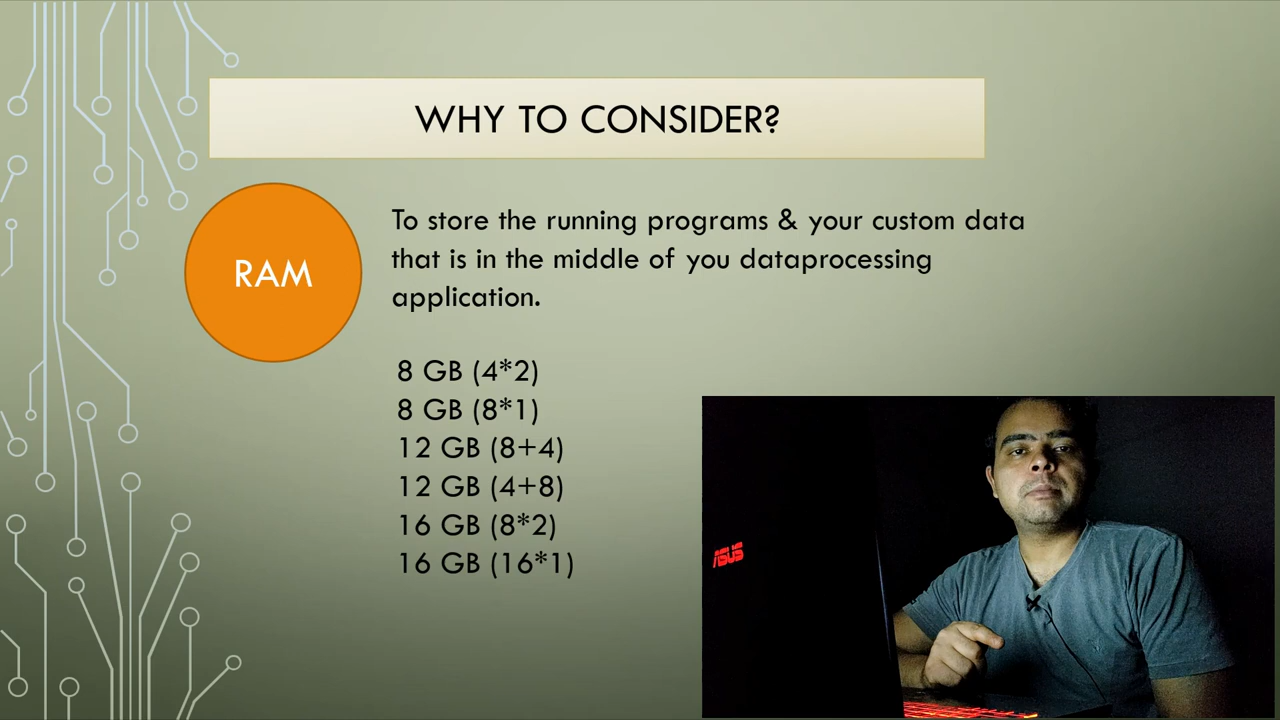 WHY TO CONSIDER?
RAM
To store the running programs & your custom data
that is in the middle of you dataprocessing
application.
8 GB (4*2)
8 GB (8*1)
12 GB (8+4)
12 GB (4+8)
16 GB (8*2)
16 GB (16*1)
ASUS